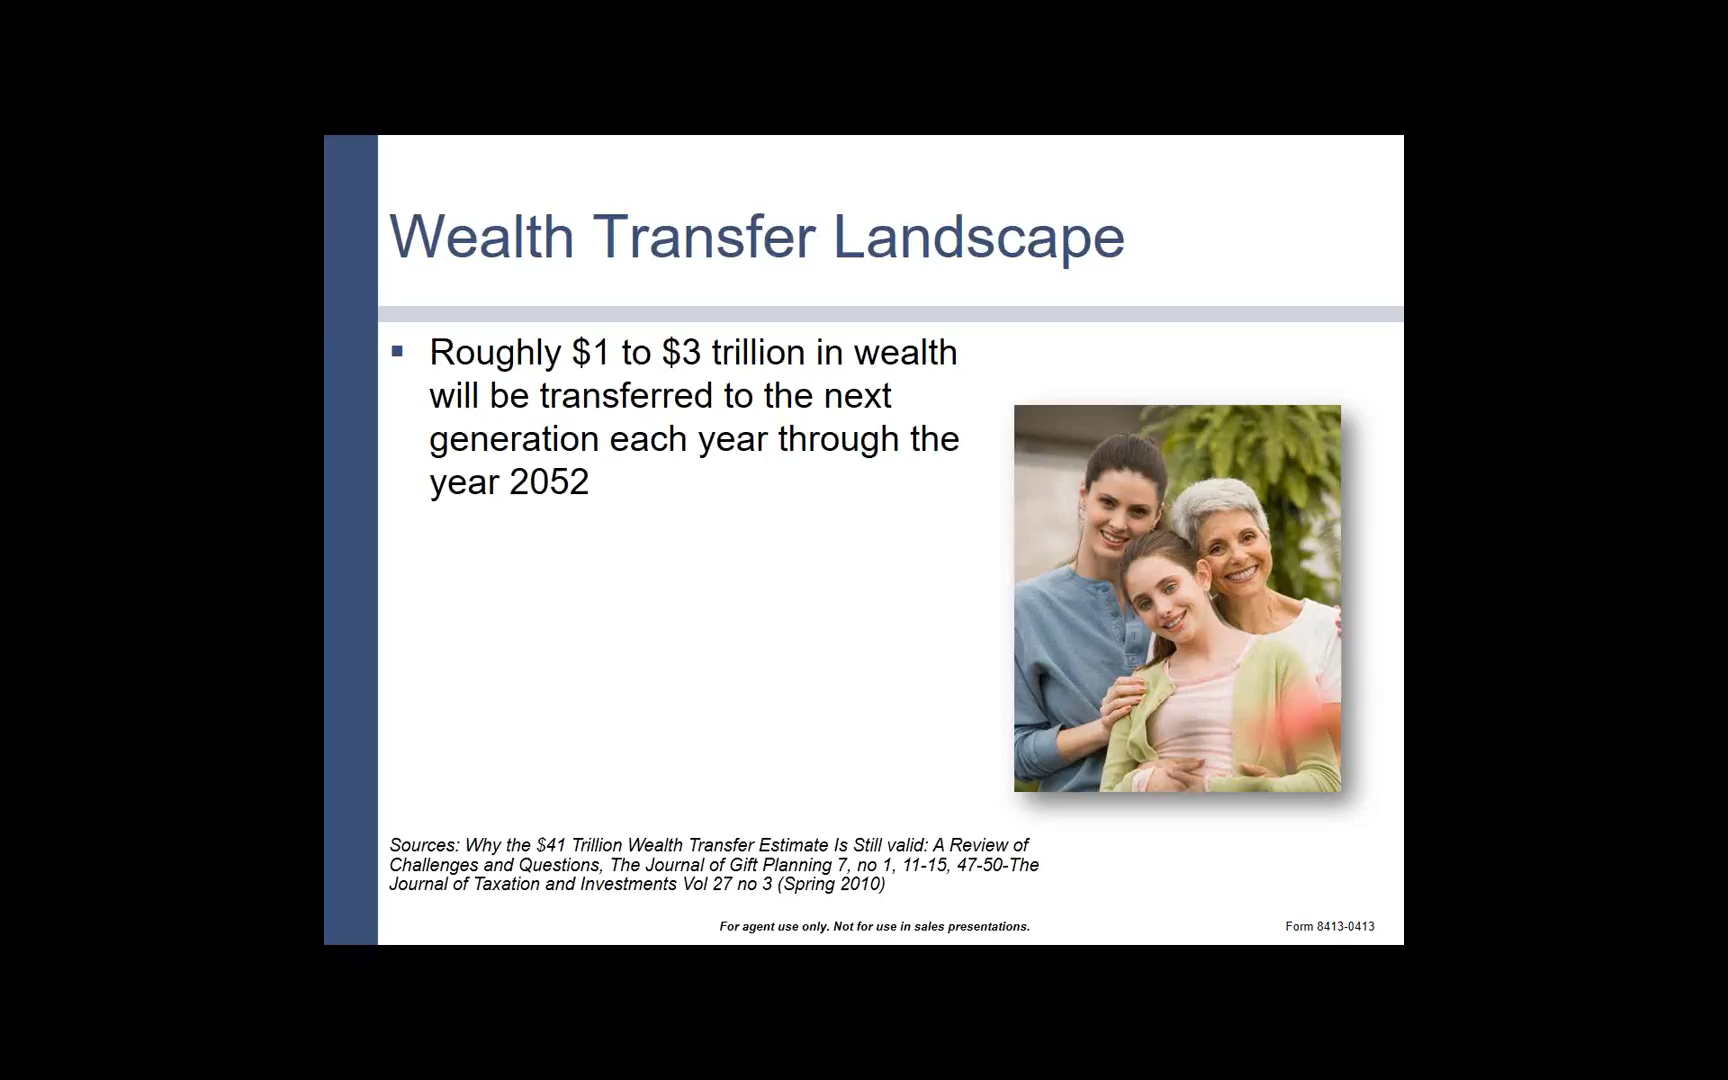 Wealth Transfer Landscape
Roughly $1 to $3 trillion in wealth
will be transferred to the next
generation each year through the
year 2052
Sources: Why the $41 Trillion Wealth Transfer Estimate Is Still valid: A Review of
Challenges and Questions, The Journal of Gift Planning 7, no 1, 11-15, 47-50-The
Journal of Taxation and Investments Vol 27 no 3 (Spring 2010)
For agent use only. Not for use in sales presentations.
Form 8413-0413